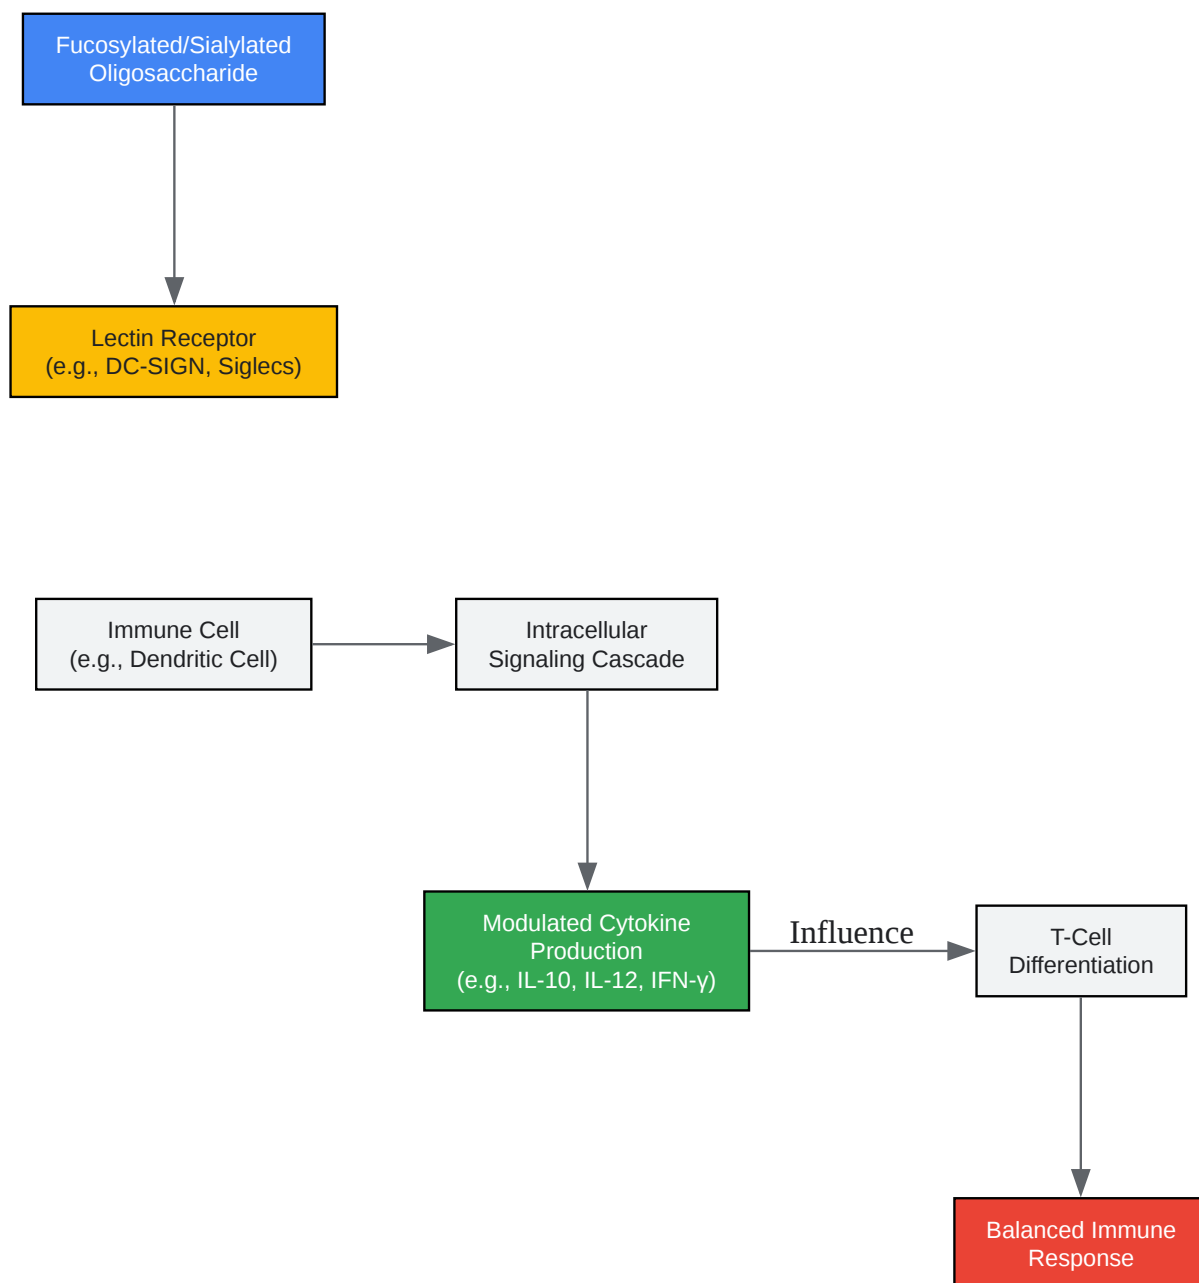 Fucosylated/Sialylated
Oligosaccharide
Lectin Receptor
(e.g., DC-SIGN, Siglecs)
Immune Cell
(e.g., Dendritic Cell)
Intracellular
Signaling Cascade
Modulated Cytokine
Production
(e.g., IL-10, IL-12, IFN-γ)
Influence
T-Cell
Differentiation
Balanced Immune
Response